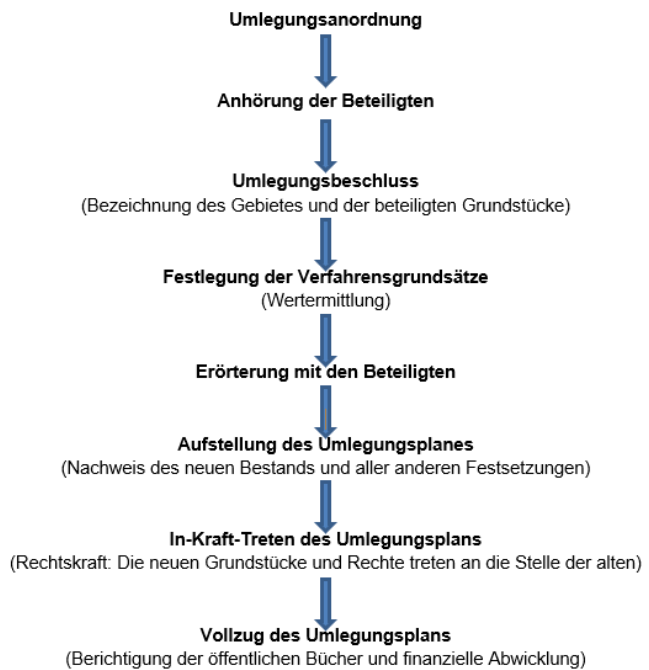 Umlegungsanordnung
Anhörung der Beteiligten
Umlegungsbeschluss
(Bezeichnung des Gebietes und der beteiligten Grundstücke)
Festlegung der Verfahrensgrundsätze
(Wertermittlung)
Erörterung mit den Beteiligten
Aufstellung des Umlegungsplanes
(Nachweis des neuen Bestands und aller anderen Festsetzungen)
In-Kraft-Treten des Umlegungsplans
(Rechtskraft: Die neuen Grundstücke und Rechte treten an die Stelle der alten)
Vollzug des Umlegungsplans
(Berichtigung der öffentlichen Bücher und finanzielle Abwicklung)